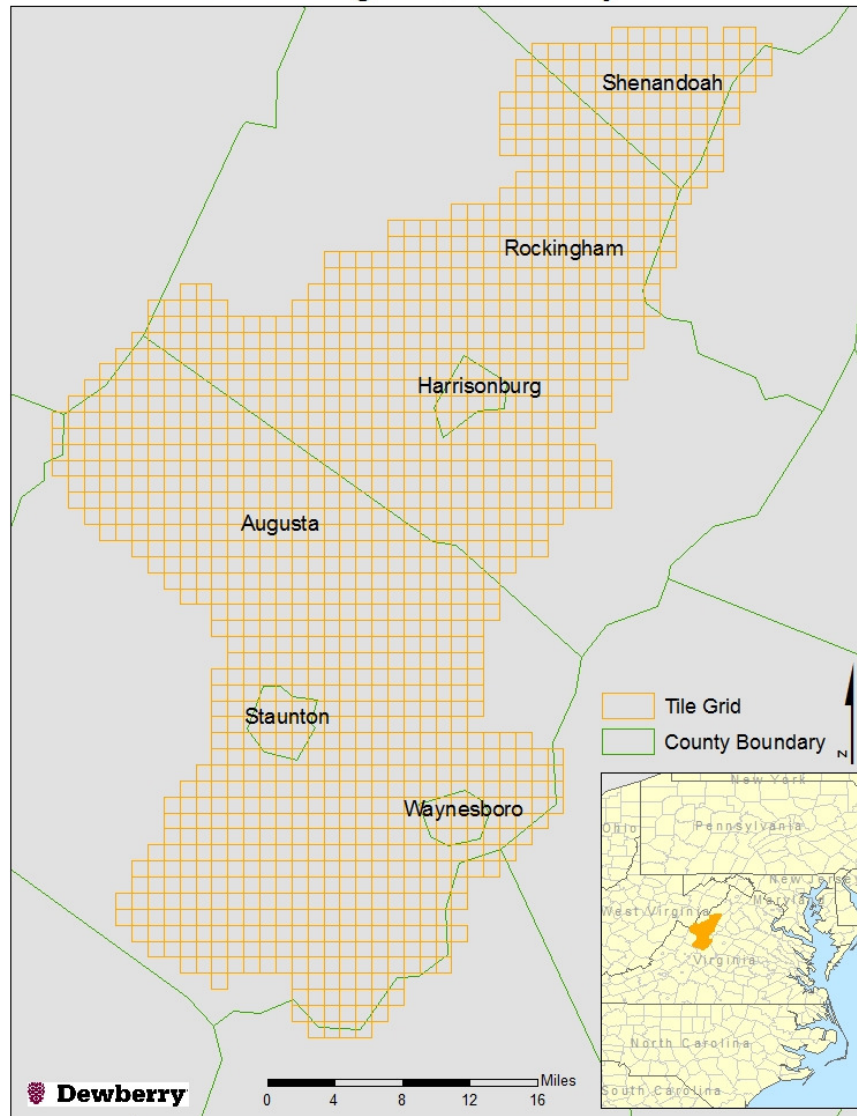 Shenandoah
Rockingham
Harrisonburg
Augusta
Staunton
Waynesboro
Tile Grid
County Boundary
N
New York
Ohio
Pennsylvania
New Jersey
Maryland
West Virginia
Virginia
North Carolina
South Carolina
Dewberry
Miles
0 4 8 12 16